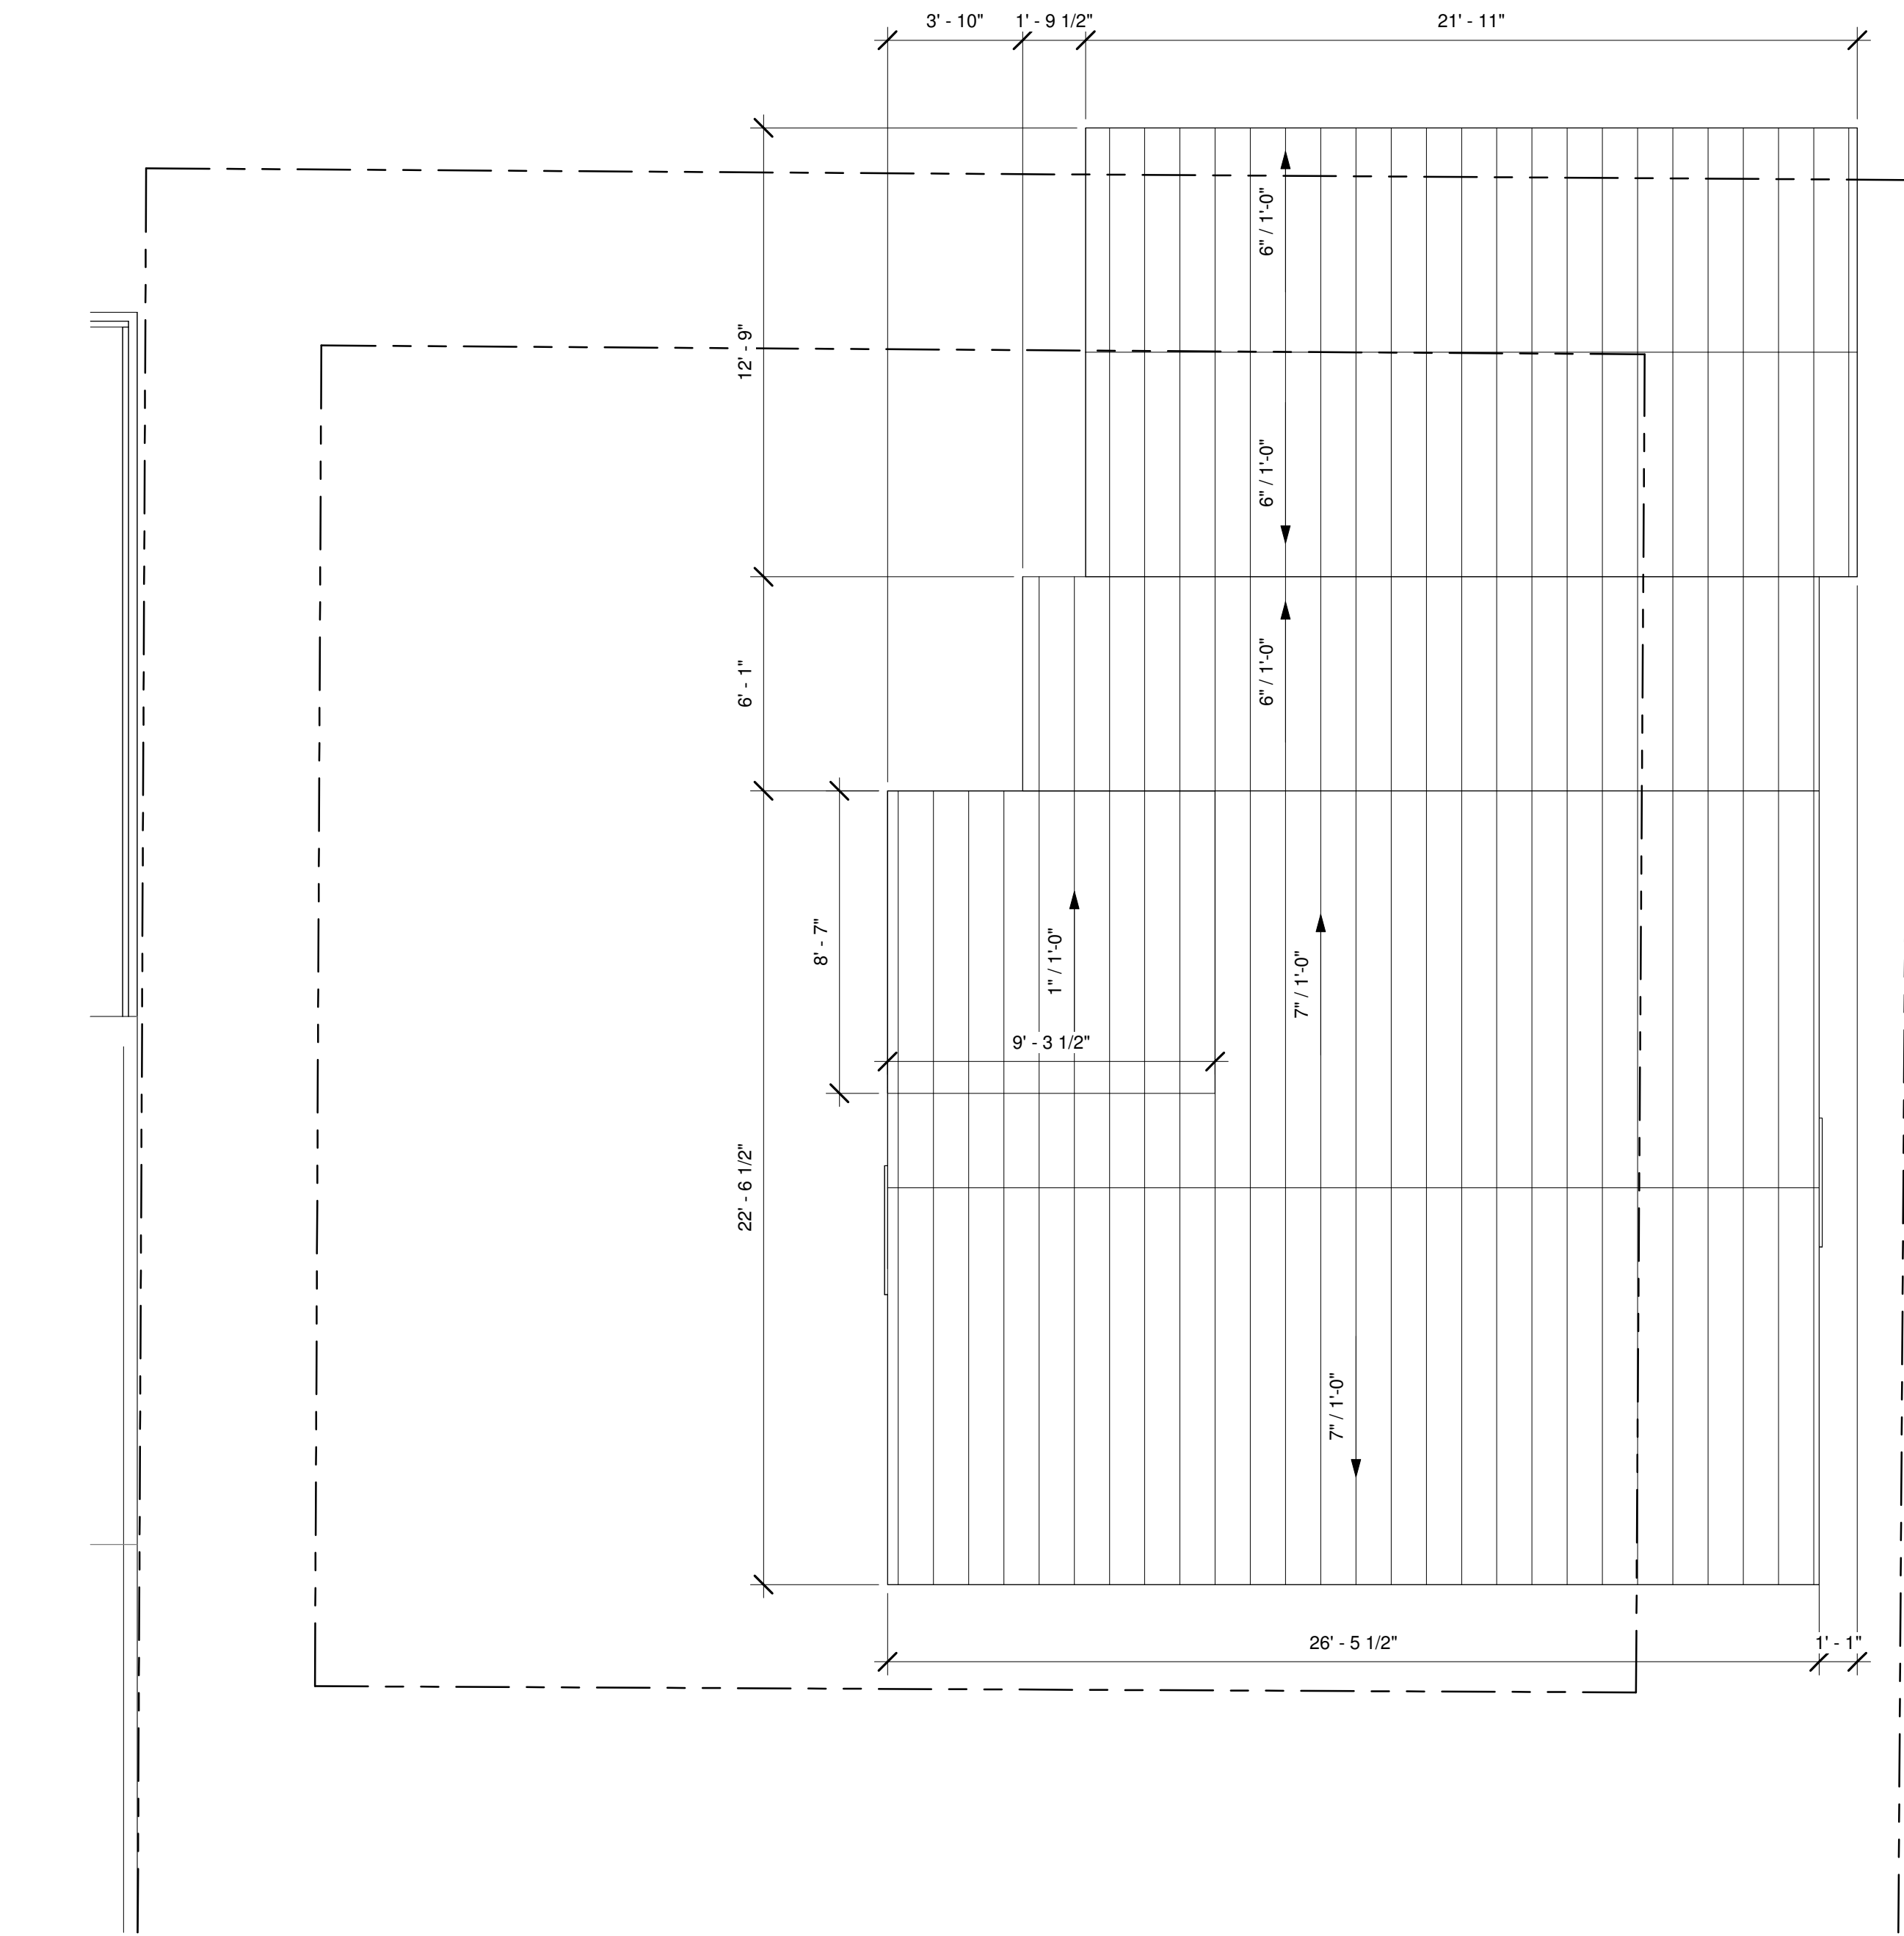 3' - 10"
1' - 9 1/2"
21' - 11"
6" / 1'-0"
12' - 9"
6" / 1'-0"
6' - 1"
6" / 1'-0"
8' - 7"
1" / 1'-0"
7" / 1'-0"
9' - 3 1/2"
22' - 6 1/2"
7" / 1'-0"
26' - 5 1/2"
1' - 1"